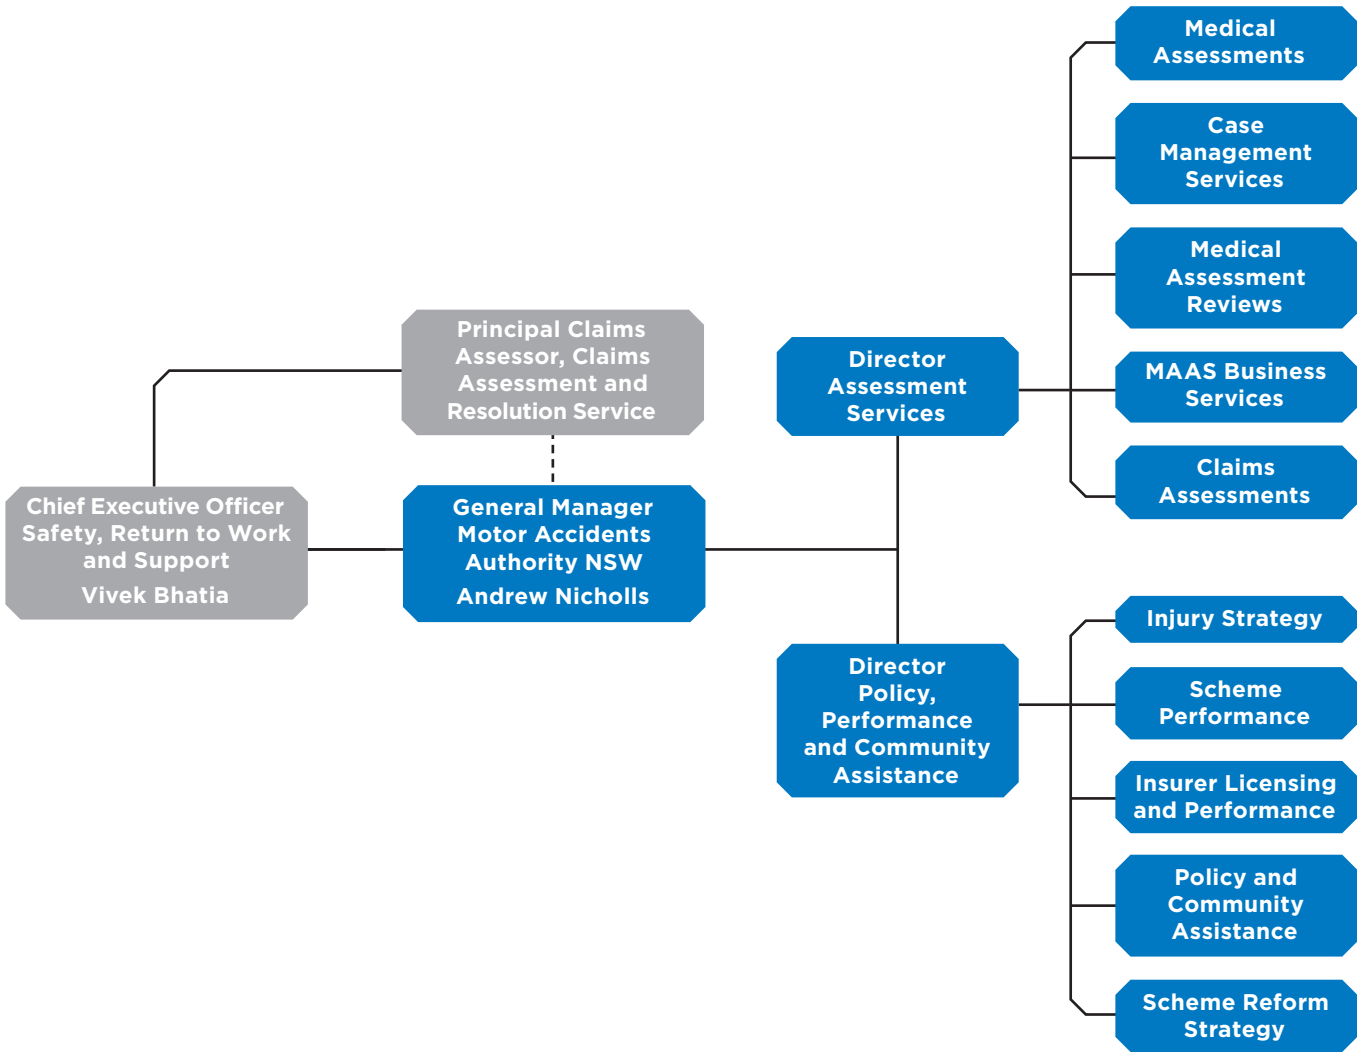 Chief Executive Officer
Safety, Return to Work
and Support
Vivek Bhatia
Principal Claims
Assessor, Claims
Assessment and
Resolution Service
General Manager
Motor Accidents
Authority NSW
Andrew Nicholls
Director
Assessment
Services
Medical
Assessments
Case
Management
Services
Medical
Assessment
Reviews
MAAS Business
Services
Claims
Assessments
Director
Policy,
Performance
and Community
Assistance
Injury Strategy
Scheme
Performance
Insurer Licensing
and Performance
Policy and
Community
Assistance
Scheme Reform
Strategy